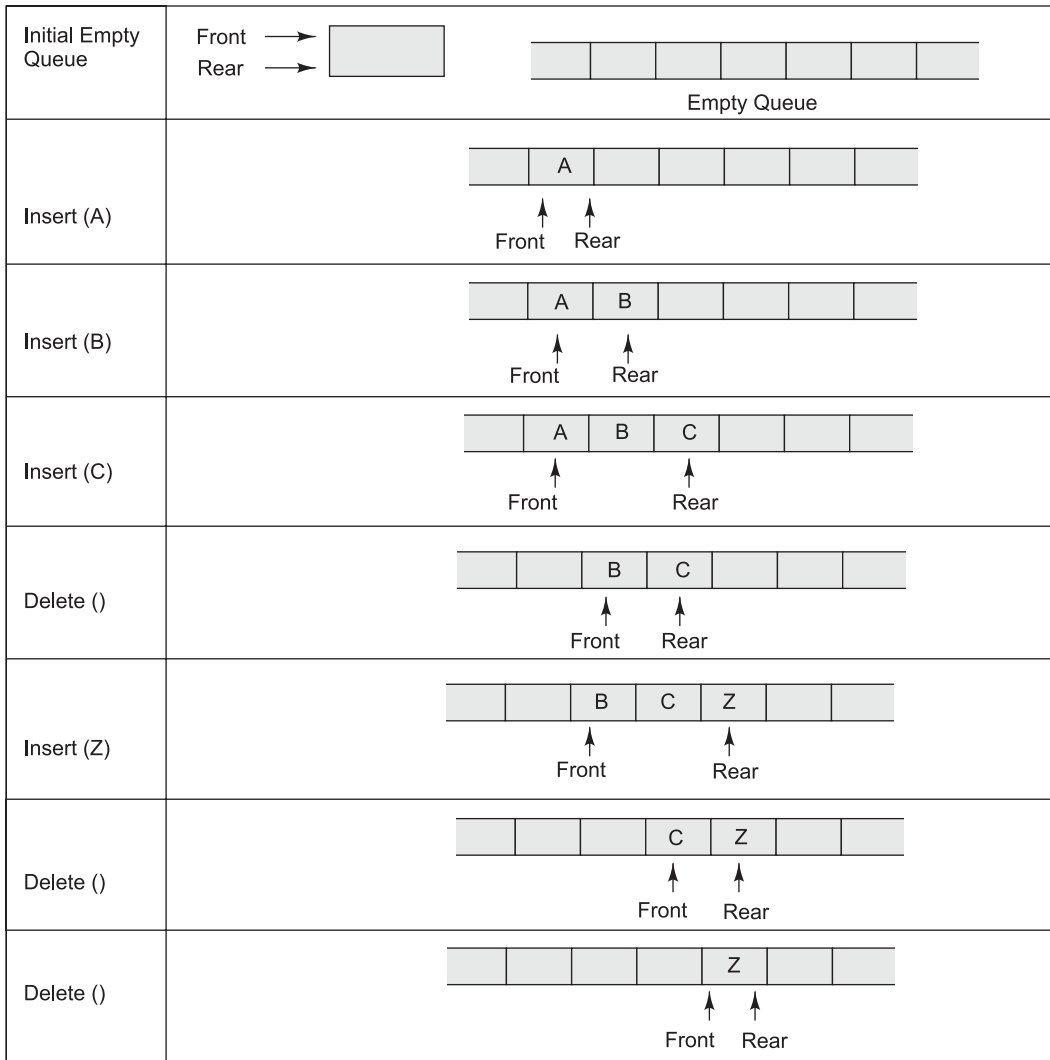 Initial Empty
Queue
Front
Rear
Empty Queue
Insert (A)
A
Front Rear
Insert (B)
A B
Front Rear
Insert (C)
A B C
Front Rear
Delete ()
B C
Front Rear
Insert (Z)
B C Z
Front Rear
Delete ()
C Z
Front Rear
Delete ()
Z
Front Rear